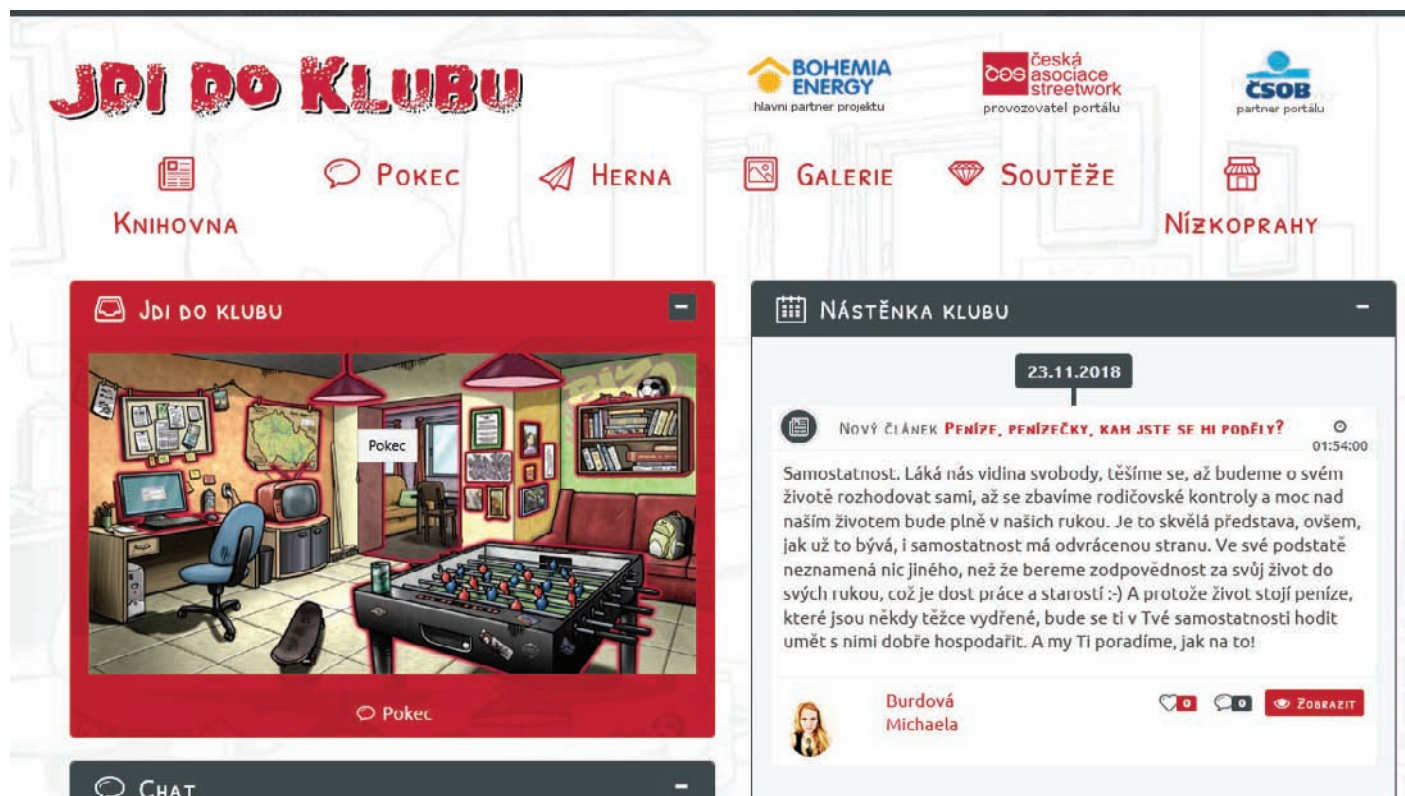 JDI DO KLUBU
BOHEMIA
ENERGY
hlavní partner projektu
čas
česká
asociace
streetwork
provozovatel portálu
ČSOB
partner portálu
KNIHOVNA
POKEC
HERNA
GALERIE
SOUTĚŽE
NÍZKOPRAHY
JDI DO KLUBU
Pokec
Pokec
CHAT
NÁSTĚNKA KLUBU
23.11.2018
NOVÝ ČLÁNEK PENÍZE, PENÍZEČKY, KAM JSTE SE MI PODĚLY?
01:54:00
Samostatnost. Láká nás vidina svobody, těšíme se, až budeme o svém
životě rozhodovat sami, až se zbavíme rodičovské kontroly a moc nad
naším životem bude plně v našich rukou. Je to skvělá představa, ovšem,
jak už to bývá, i samostatnost má odvrácenou stranu. Ve své podstatě
neznamená nic jiného, než že bereme zodpovědnost za svůj život do
svých rukou, což je dost práce a starostí :-) A protože život stojí peníze,
které jsou někdy těžce vydřené, bude se ti v Tvé samostatnosti hodit
umět s nimi dobře hospodařit. A my Ti poradíme, jak na to!
Burdová
Michaela
0
0
ZOBRAZIT